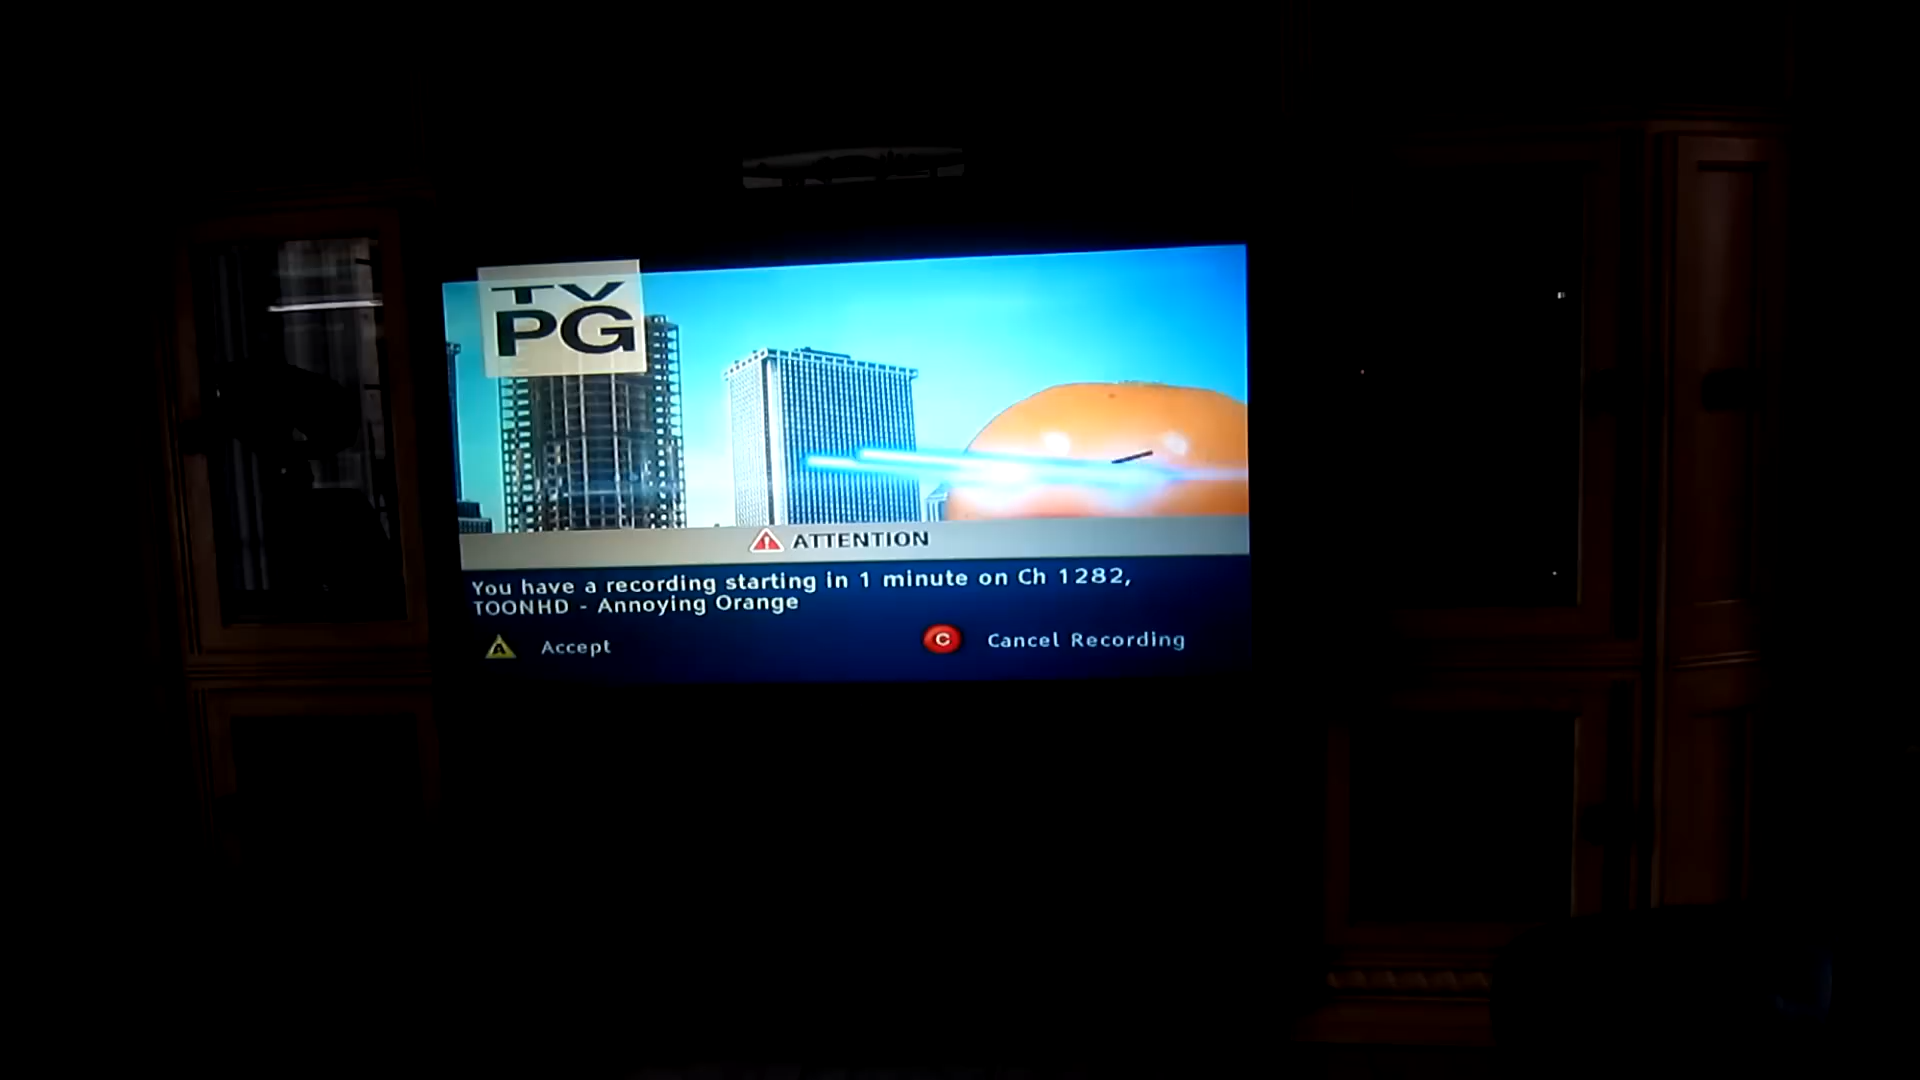 TV
PG
ATTENTION
You have a recording starting in 1 minute on Ch 1282,
TOONHD - Annoying Orange
A Accept
C Cancel Recording